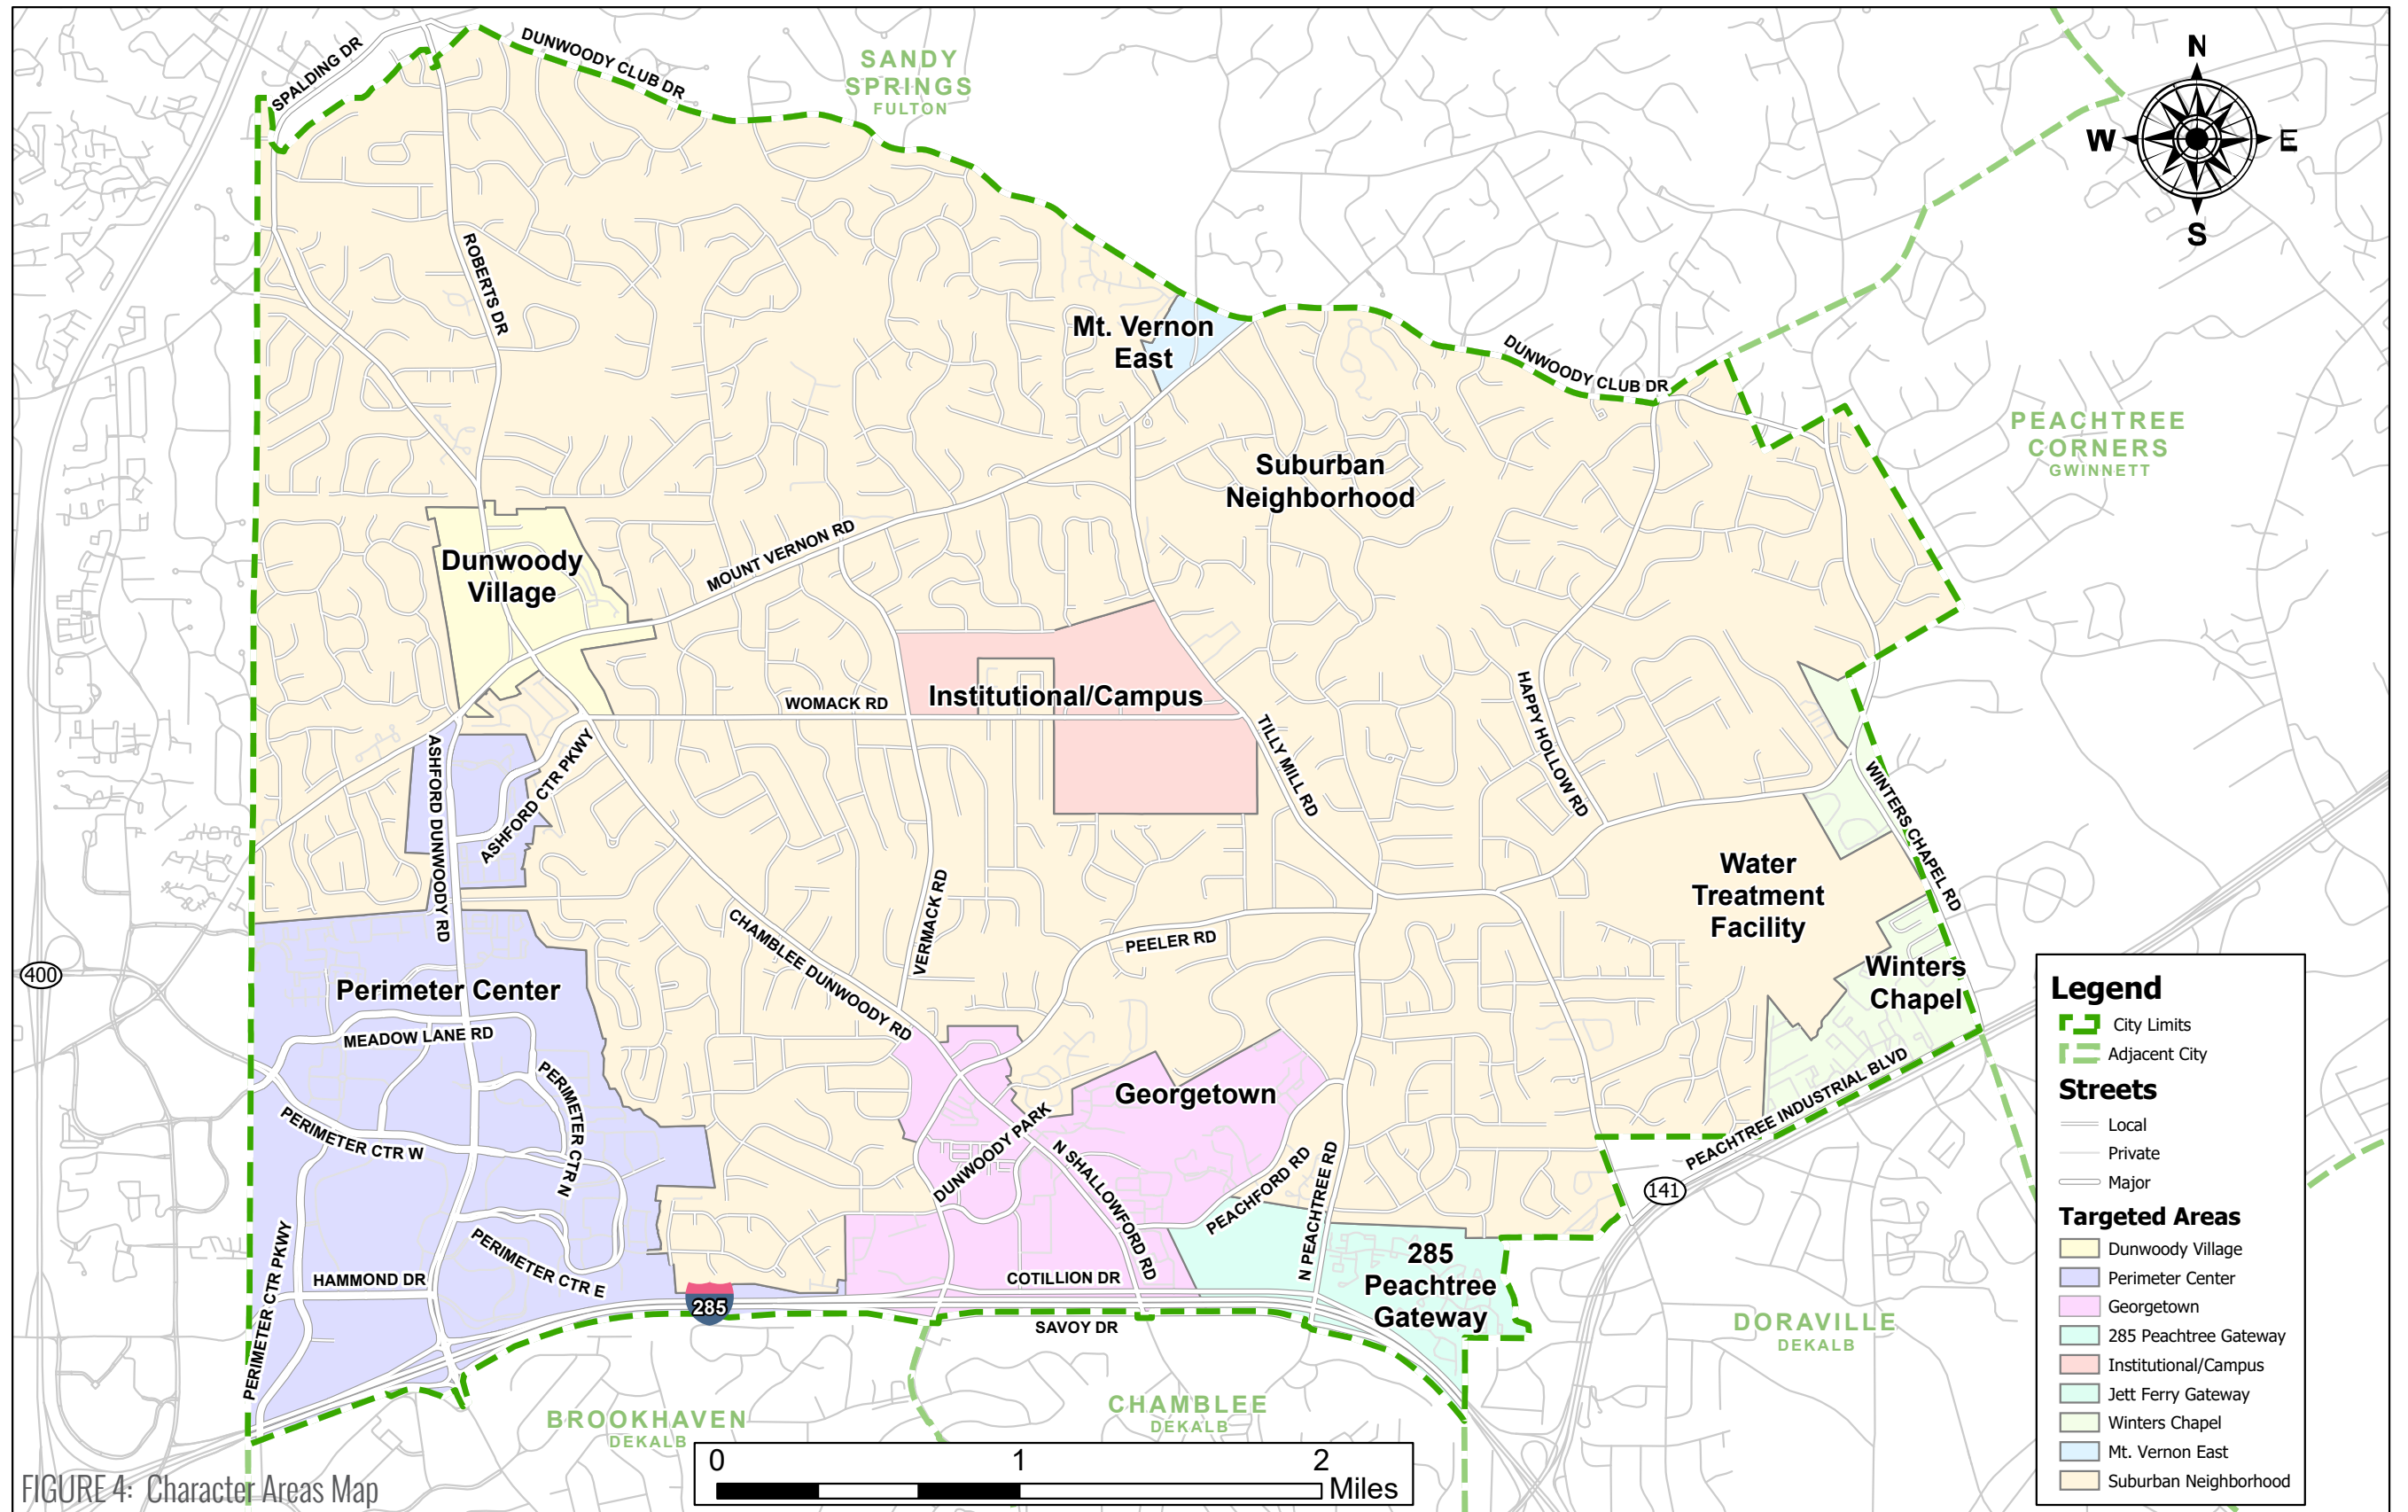 SPALDING DR
DUNWOODY CLUB DR
SANDY
SPRINGS
FULTON
N
W
E
S
ROBERTS DR
Mt. Vernon
East
DUNWOODY CLUB DR
PEACHTREE
CORNERS
GWINNETT
Suburban
Neighborhood
Dunwoody
Village
MOUNT VERNON RD
WOMACK RD
Institutional/Campus
TILLY MILL RD
HAPPY HOLLOW RD
ASHFORD DUNWOODY RD
ASHFORD CTR PKWY
WINTERS CHAPEL RD
VERMACK RD
CHAMBLEE DUNWOODY RD
PEELER RD
Water
Treatment
Facility
Winters
Chapel
400
Perimeter Center
MEADOW LANE RD
PERIMETER CTR N
PERIMETER CTR W
Georgetown
DUNWOODY PARK
N SHALLOWFORD RD
PEACHFORD RD
N PEACHTREE RD
PEACHTREE INDUSTRIAL BLVD
141
PERIMETER CTR PKWY
HAMMOND DR
PERIMETER CTR E
285
COTILLION DR
SAVOY DR
285
Peachtree
Gateway
DORAVILLE
DEKALB
BROOKHAVEN
DEKALB
CHAMBLEE
DEKALB
Legend
City Limits
Adjacent City
Streets
Local
Private
Major
Targeted Areas
Dunwoody Village
Perimeter Center
Georgetown
285 Peachtree Gateway
Institutional/Campus
Jett Ferry Gateway
Winters Chapel
Mt. Vernon East
Suburban Neighborhood
0 1 2
Miles
FIGURE 4: Character Areas Map